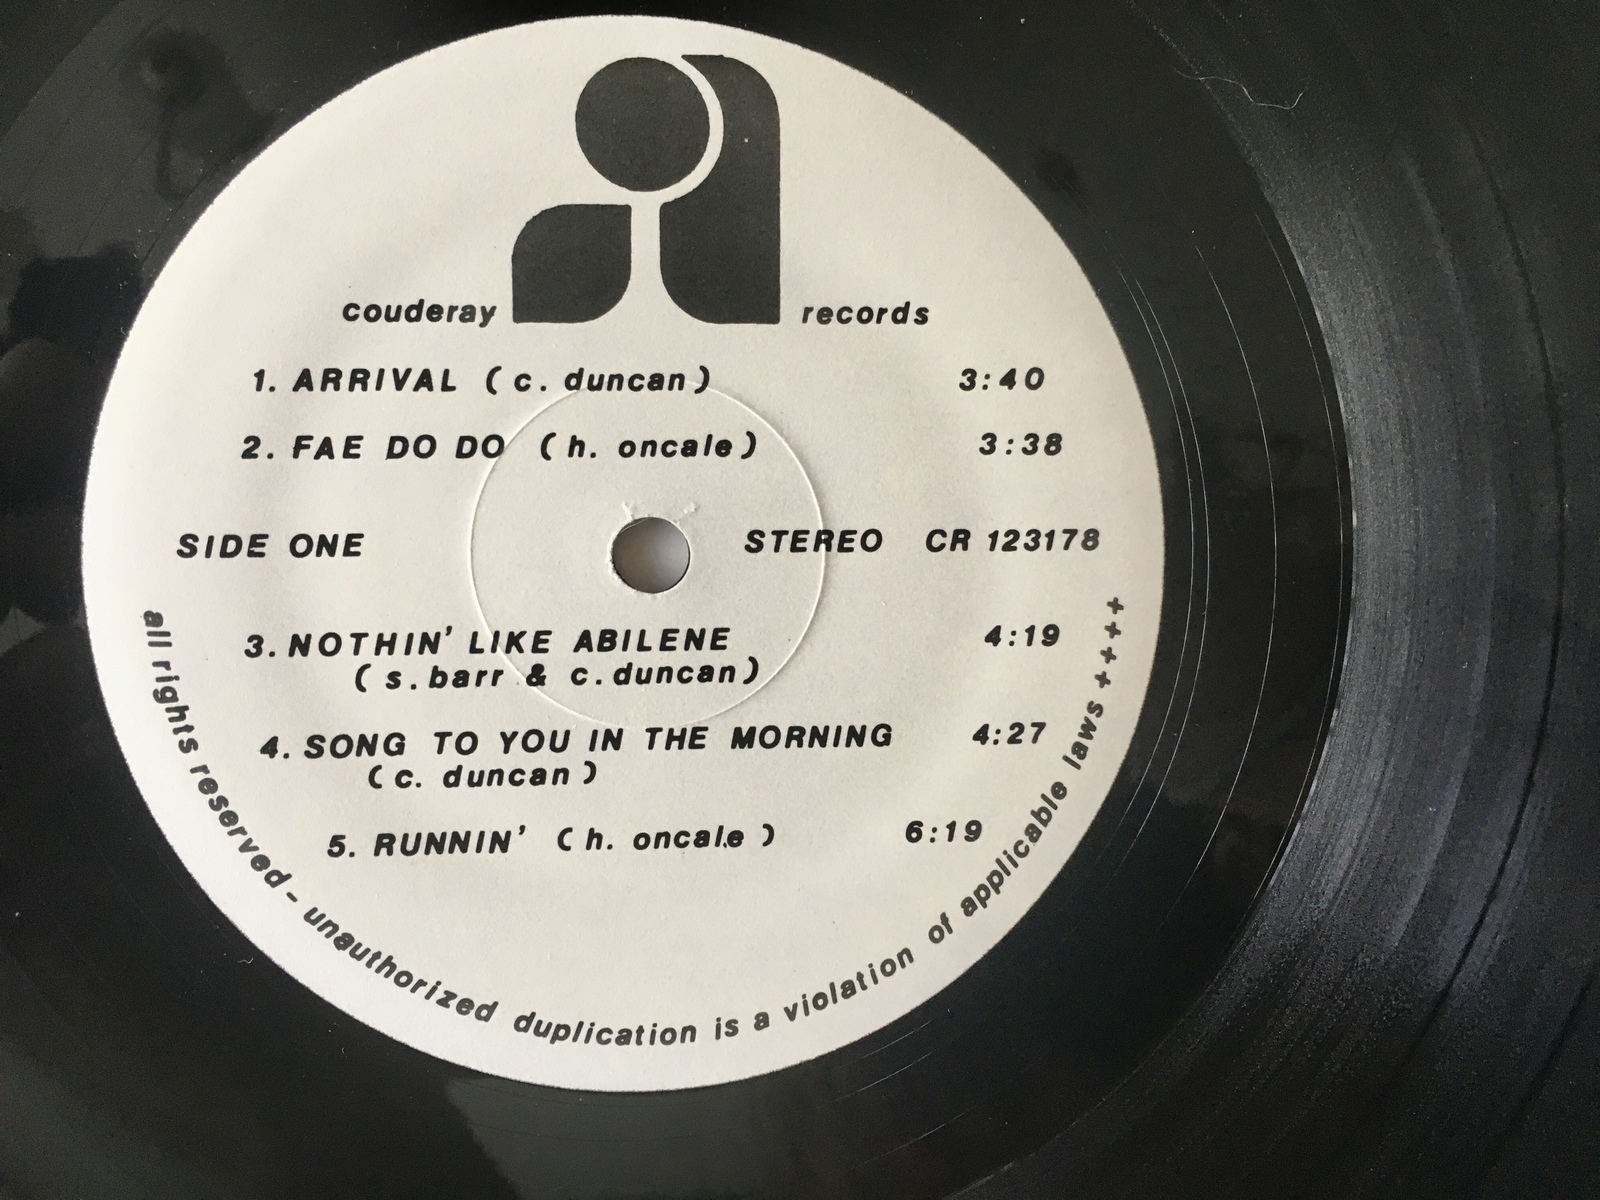 couderay records
1. ARRIVAL (c. duncan) 3:40
2. FAE DO DO (h. oncale) 3:38
SIDE ONE STEREO CR 123178
3. NOTHIN' LIKE ABILENE 4:19
(s. barr & c. duncan)
4. SONG TO YOU IN THE MORNING 4:27
(c. duncan)
5. RUNNIN' (h. oncale) 6:19
all rights reserved - unauthorized duplication is a violation of applicable laws ++++